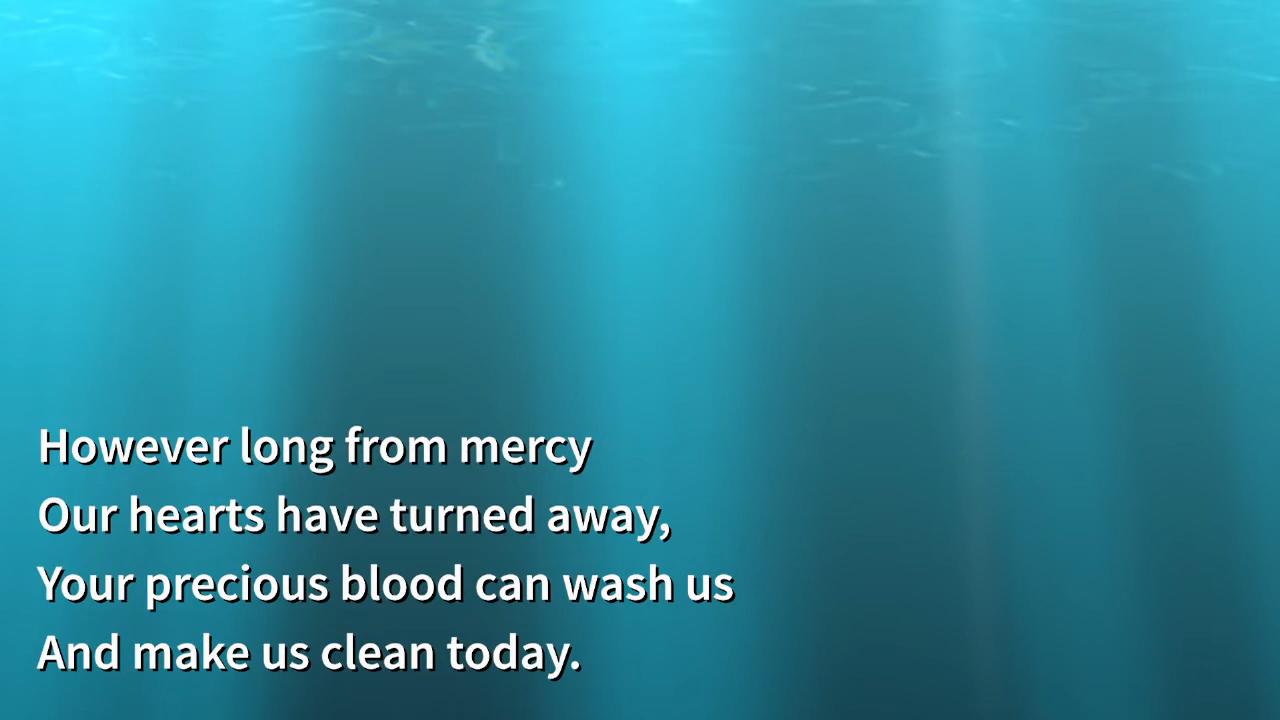 However long from mercy
Our hearts have turned away,
Your precious blood can wash us
And make us clean today.